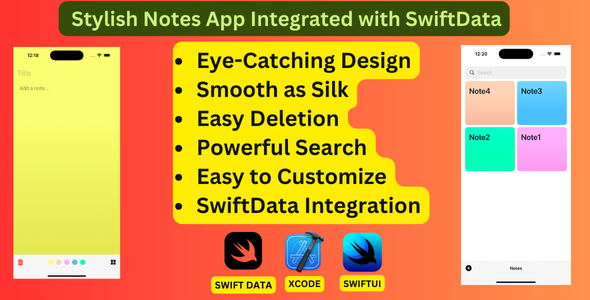 Stylish Notes App Integrated with SwiftData
12:18
Title
Add a note...
• Eye-Catching Design
• Smooth as Silk
• Easy Deletion
• Powerful Search
• Easy to Customize
• SwiftData Integration
SWIFT DATA
XCODE
SWIFTUI
12:20
Search
Note4
Note3
Note2
Note1
Notes